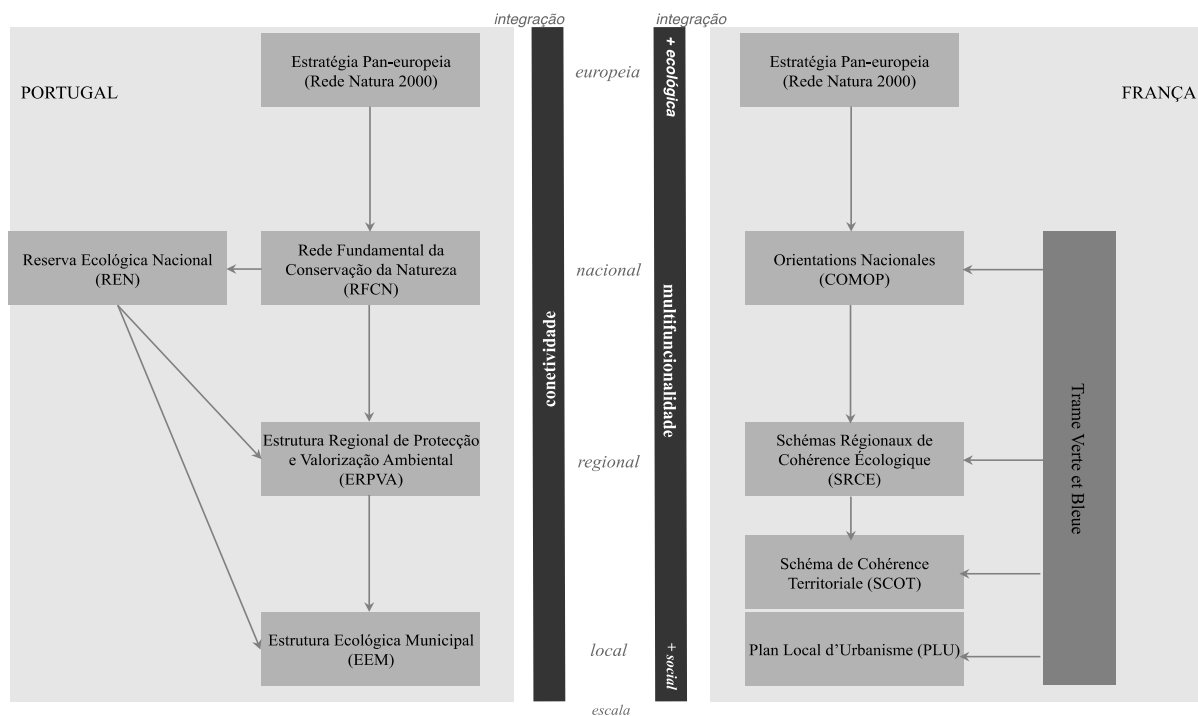 PORTUGAL
Estratégia Pan-europeia
(Rede Natura 2000)
Reserva Ecológica Nacional
(REN)
Rede Fundamental da
Conservação da Natureza
(RFCN)
Estrutura Regional de Protecção
e Valorização Ambiental
(ERPVA)
Estrutura Ecológica Municipal
(EEM)
integração
conetividade
europeia
nacional
regional
local
escala
integração
+ ecológica
multifuncionalidade
+ social
FRANÇA
Estratégia Pan-europeia
(Rede Natura 2000)
Orientations Nationales
(COMOP)
Schémas Régionaux de
Cohérence Écologique
(SRCE)
Schéma de Cohérence
Territoriale (SCOT)
Plan Local d'Urbanisme (PLU)
Trame Verte et Bleue